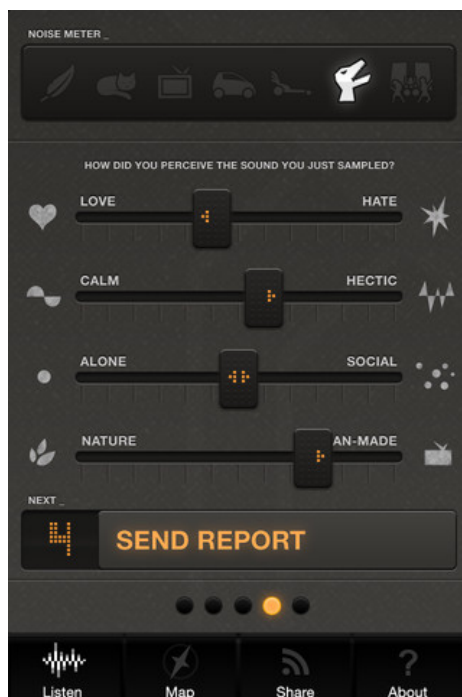 NOISE METER _
HOW DID YOU PERCEIVE THE SOUND YOU JUST SAMPLED?
LOVE HATE
CALM HECTIC
ALONE SOCIAL
NATURE AN-MADE
NEXT _
4 SEND REPORT
Listen Map Share ? About